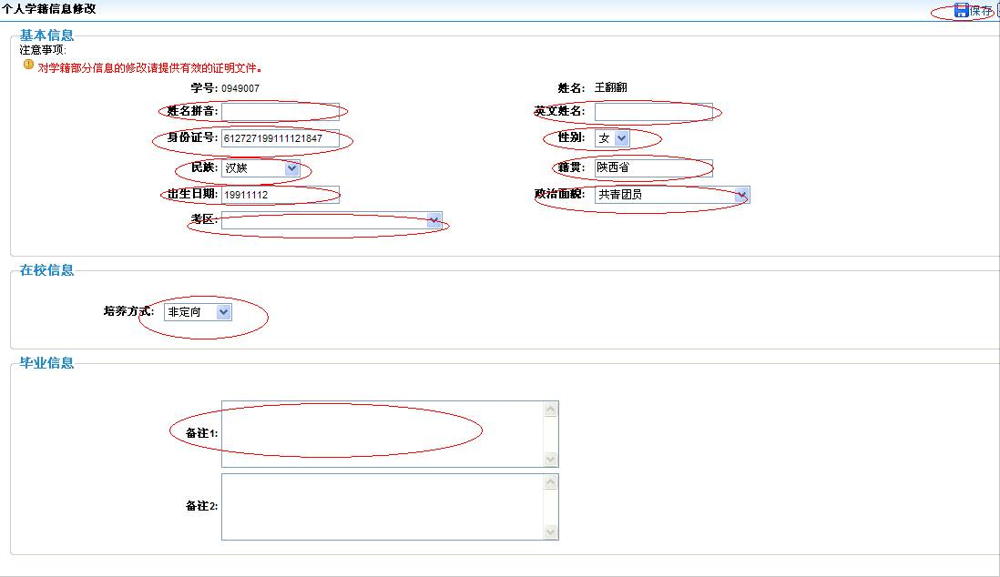 个人学籍信息修改
保存
基本信息
注意事项:
对学籍部分信息的修改请提供有效的证明文件。
学号: 0949007 姓名: 王翻翻
姓名拼音: 英文姓名:
身份证号: 612727199111121847 性别: 女
民族: 汉族 籍贯: 陕西省
出生日期: 19911112 政治面貌: 共青团员
考区:
在校信息
培养方式: 非定向
毕业信息
备注1:
备注2: